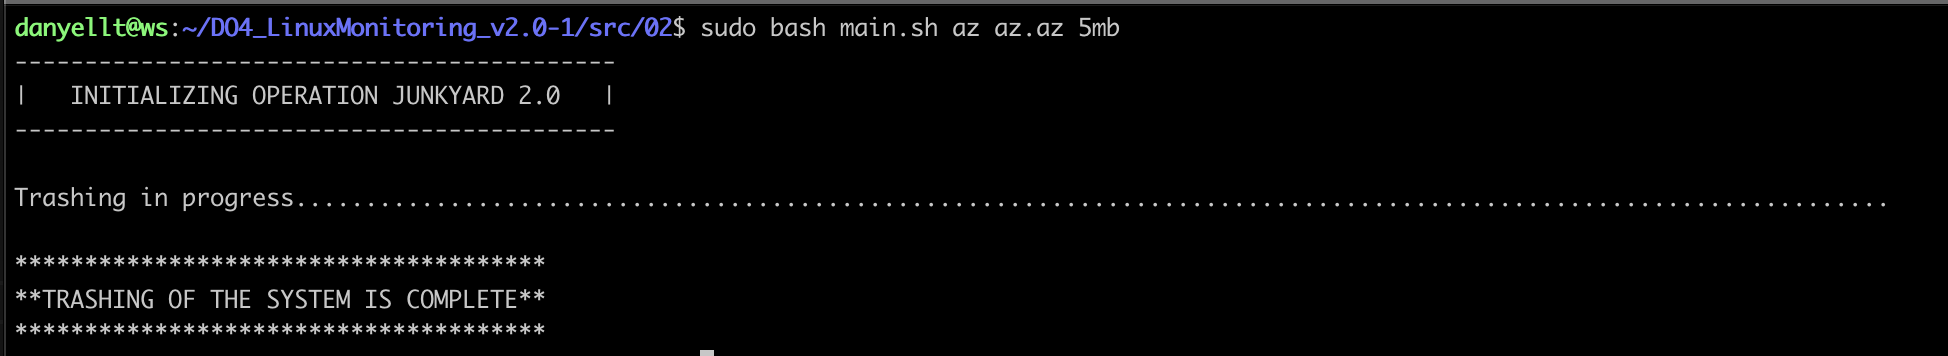 danyellt@ws:~/DO4_LinuxMonitoring_v2.0-1/src/02$ sudo bash main.sh az az.az 5mb
-------------------------------------------
|   INITIALIZING OPERATION JUNKYARD 2.0   |
-------------------------------------------
Trashing in progress..................................................................................................................
**************************************
**TRASHING OF THE SYSTEM IS COMPLETE**
**************************************